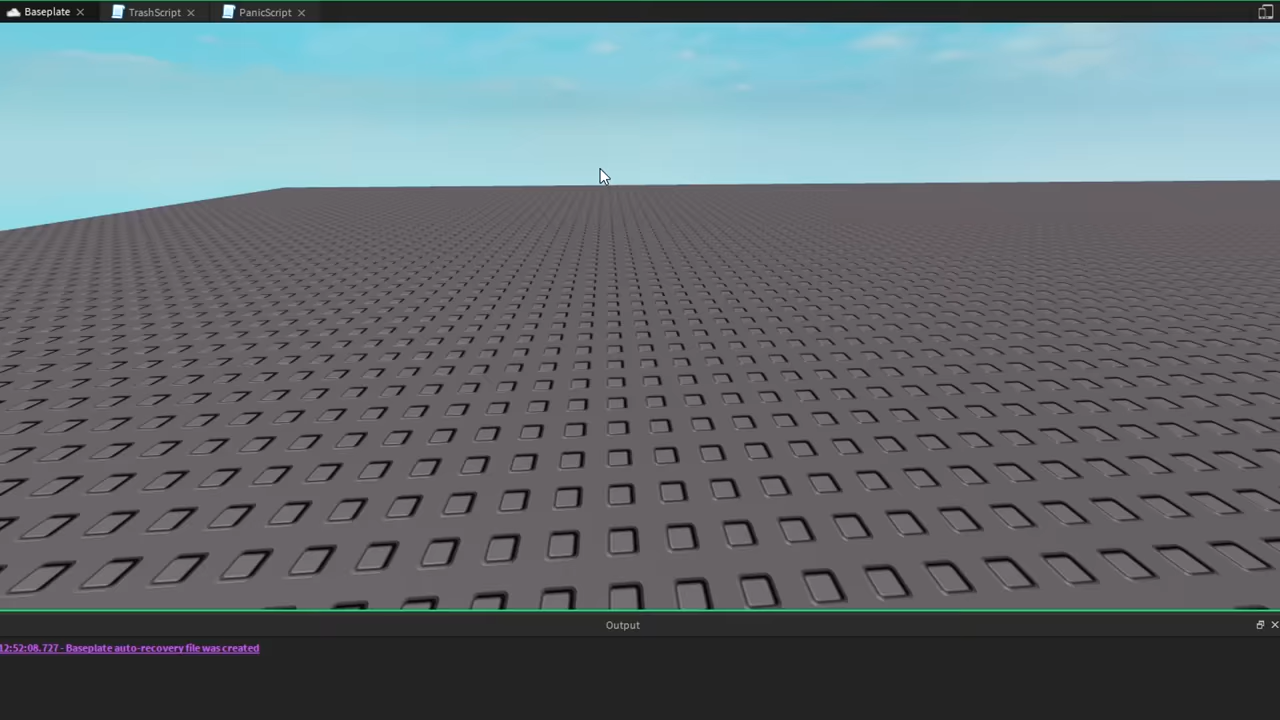 Baseplate
TrashScript
PanicScript
Output
12:52:08.727 - Baseplate auto-recovery file was created